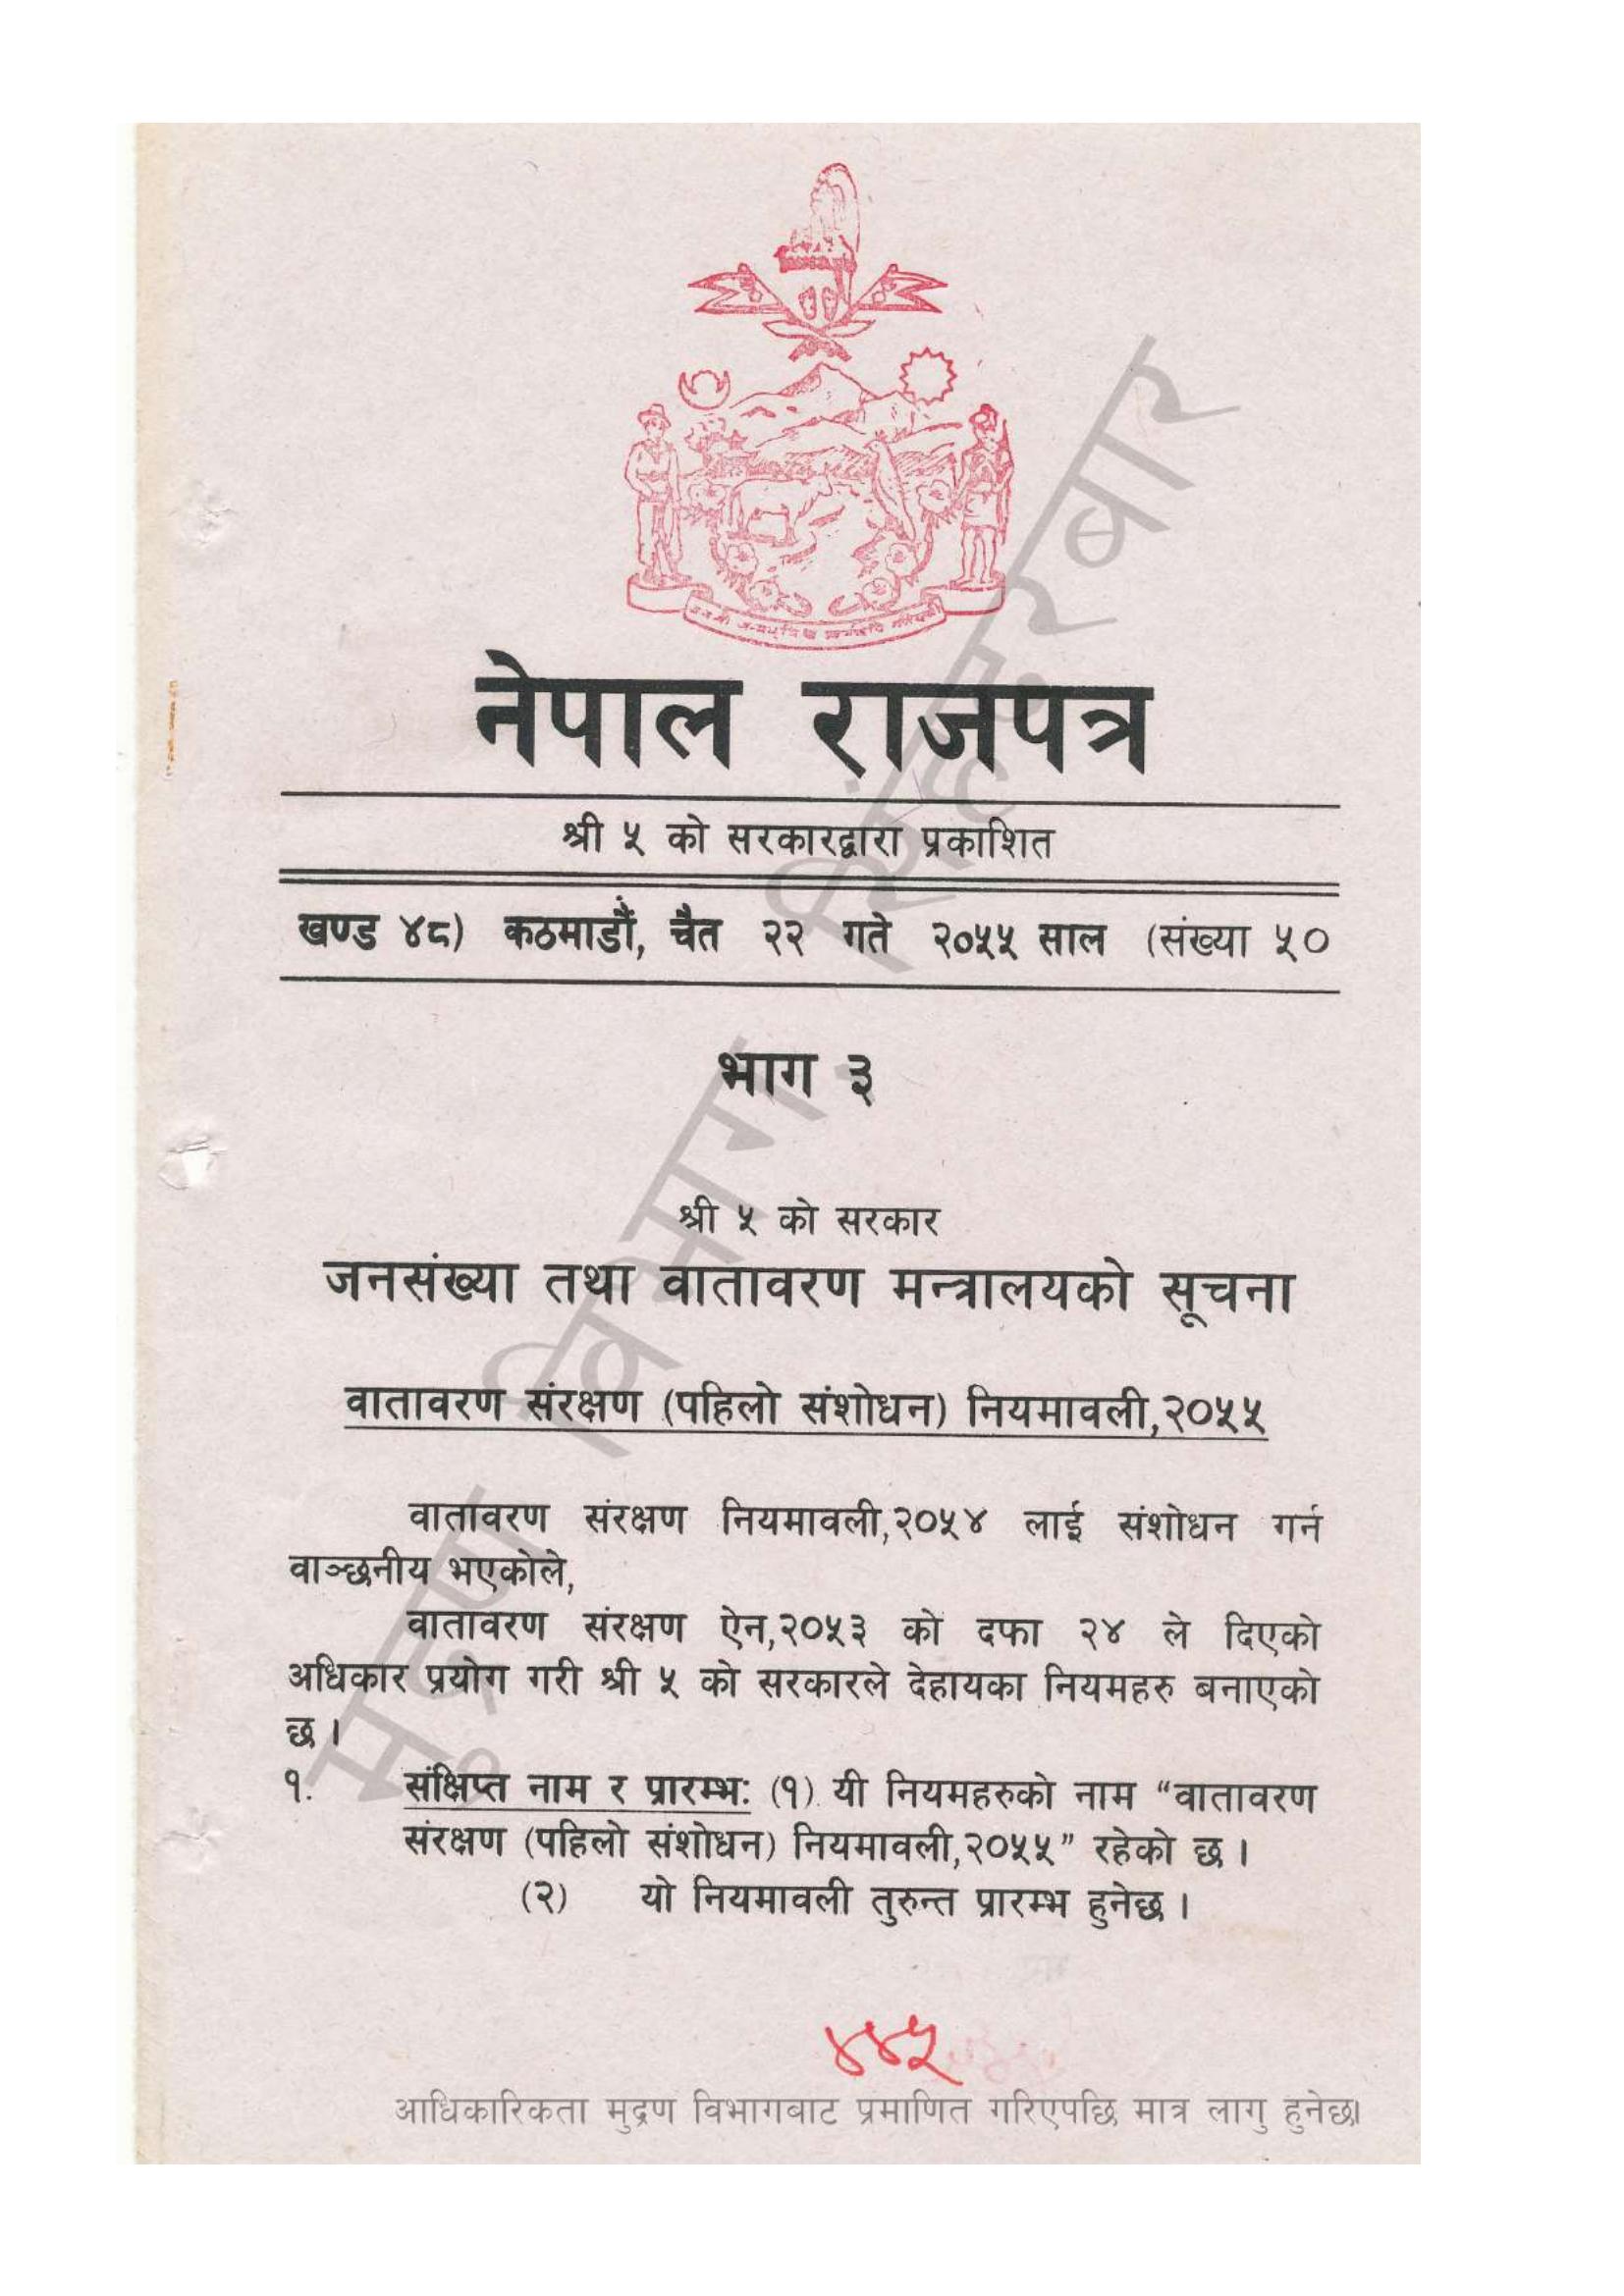 नेपाल राजपत्र
श्री ५ को सरकारद्वारा प्रकाशित
खण्ड ४८) कठमाडौं, चैत २२ गते २०५५ साल (संख्या ५०
भाग ३
श्री ५ को सरकार
जनसंख्या तथा वातावरण मन्त्रालयको सूचना
वातावरण संरक्षण (पहिलो संशोधन) नियमावली,२०५५
वातावरण संरक्षण नियमावली,२०५४ लाई संशोधन गर्न
वाञ्छनीय भएकोले,
वातावरण संरक्षण ऐन,२०५३ को दफा २४ ले दिएको
अधिकार प्रयोग गरी श्री ५ को सरकारले देहायका नियमहरु बनाएको
छ ।
१. संक्षिप्त नाम र प्रारम्भ: (१) यी नियमहरुको नाम “वातावरण
संरक्षण (पहिलो संशोधन) नियमावली,२०५५” रहेको छ ।
(२) यो नियमावली तुरुन्त प्रारम्भ हुनेछ ।
४४५
आधिकारिकता मुद्रण विभागबाट प्रमाणित गरिएपछि मात्र लागु हुनेछ।
मुद्रण विभाग, सिंहदरबार